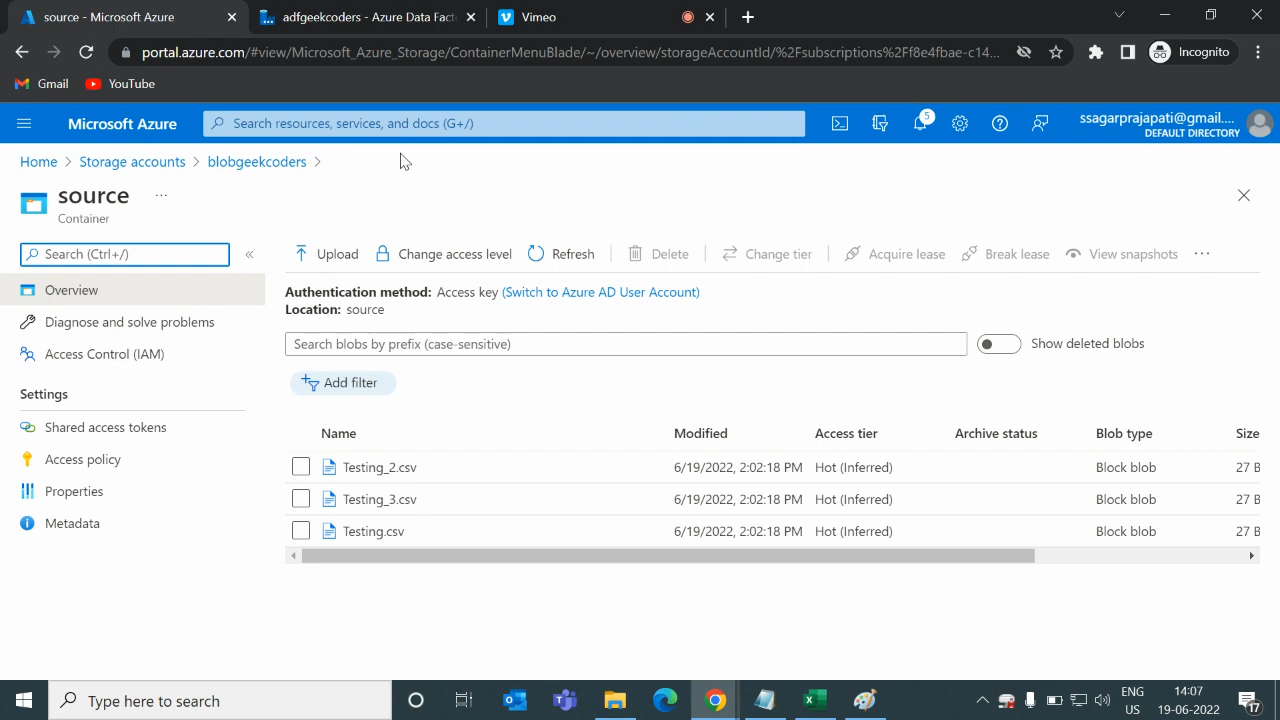 source - Microsoft Azure
adfgeekcoders - Azure Data Fact
Vimeo
portal.azure.com/#view/Microsoft_Azure_Storage/ContainerMenuBlade/~/overview/storageAccountId/%2Fsubscriptions%2Ff8e4fbae-c14...
Incognito
Gmail
YouTube
Microsoft Azure
Search resources, services, and docs (G+/)
5
ssagarprajapati@gmail....
DEFAULT DIRECTORY
Home > Storage accounts > blobgeekcoders >
source ...
Container
Search (Ctrl+/)
«
Upload
Change access level
Refresh
Delete
Change tier
Acquire lease
Break lease
View snapshots
...
Overview
Diagnose and solve problems
Access Control (IAM)
Settings
Shared access tokens
Access policy
Properties
Metadata
Authentication method: Access key (Switch to Azure AD User Account)
Location: source
Search blobs by prefix (case-sensitive)
Show deleted blobs
Add filter
Name Modified Access tier Archive status Blob type Size
Testing_2.csv 6/19/2022, 2:02:18 PM Hot (Inferred) Block blob 27 B
Testing_3.csv 6/19/2022, 2:02:18 PM Hot (Inferred) Block blob 27 B
Testing.csv 6/19/2022, 2:02:18 PM Hot (Inferred) Block blob 27 B
Type here to search
ENG
US
14:07
19-06-2022
17